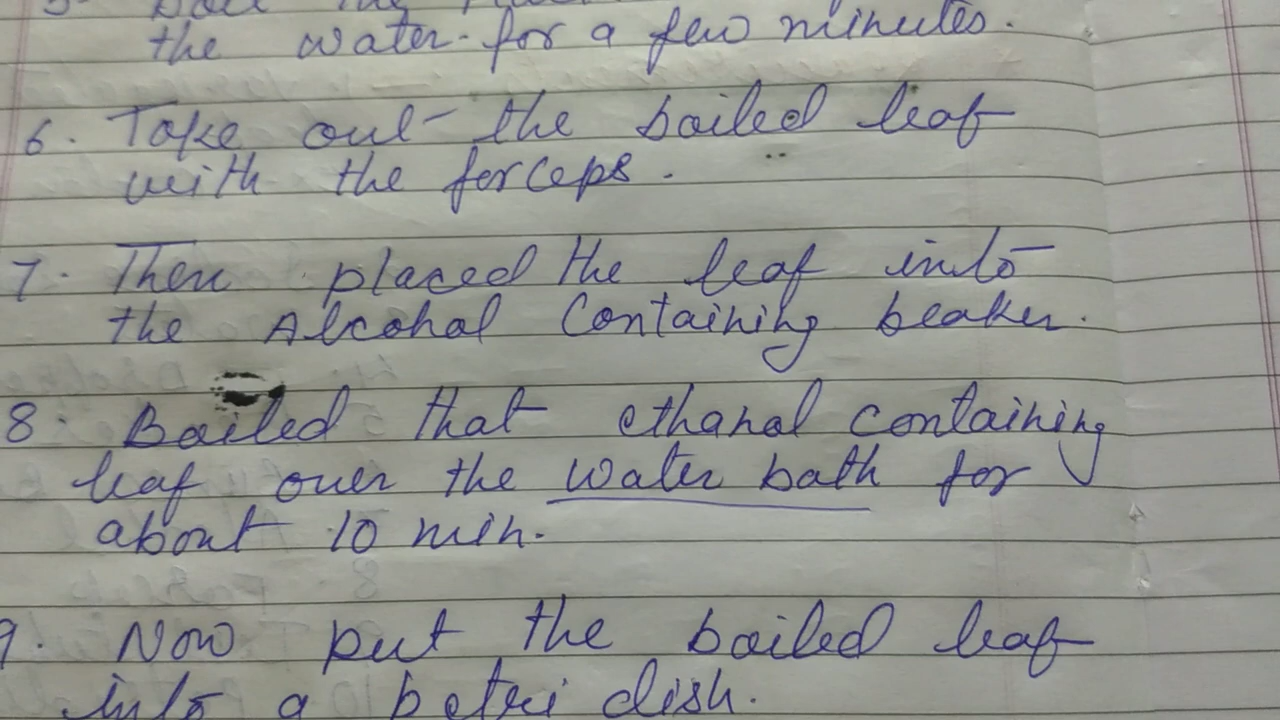 the water for a few minutes.
6. Take out the boiled leaf
with the forceps.
7. Then placed the leaf into
the Alcohol Containing beaker.
8. Boiled that ethanol containing
leaf over the water bath for
about 10 min.
9. Now put the boiled leaf
into a petri dish.